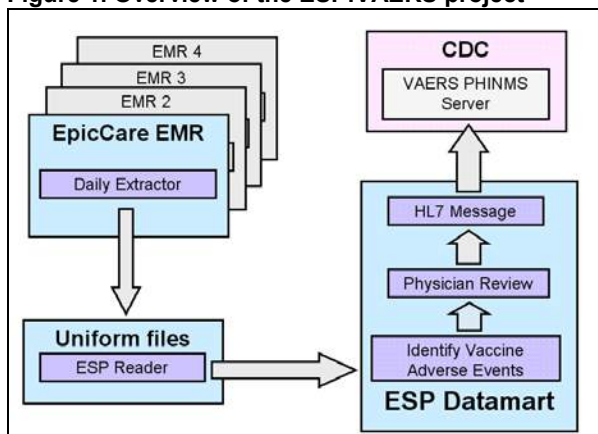 Figure 1. Overview of the ESP:VAERS project
EMR 4
EMR 3
EMR 2
EpicCare EMR
Daily Extractor
Uniform files
ESP Reader
CDC
VAERS PHINMS
Server
HL7 Message
Physician Review
Identify Vaccine
Adverse Events
ESP Datamart